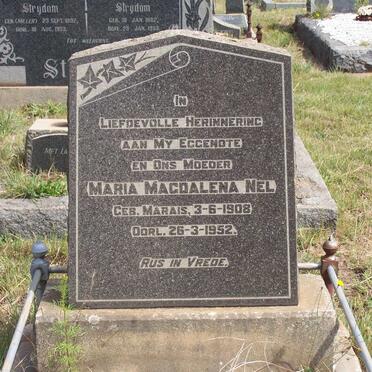 Strydom
Strydom
In
Liefdevolle Herinnering
aan My Eggenote
en Ons Moeder
Maria Magdalena Nel
Geb. Marais, 3-6-1908
Oorl. 26-3-1952.
Rus in Vrede.